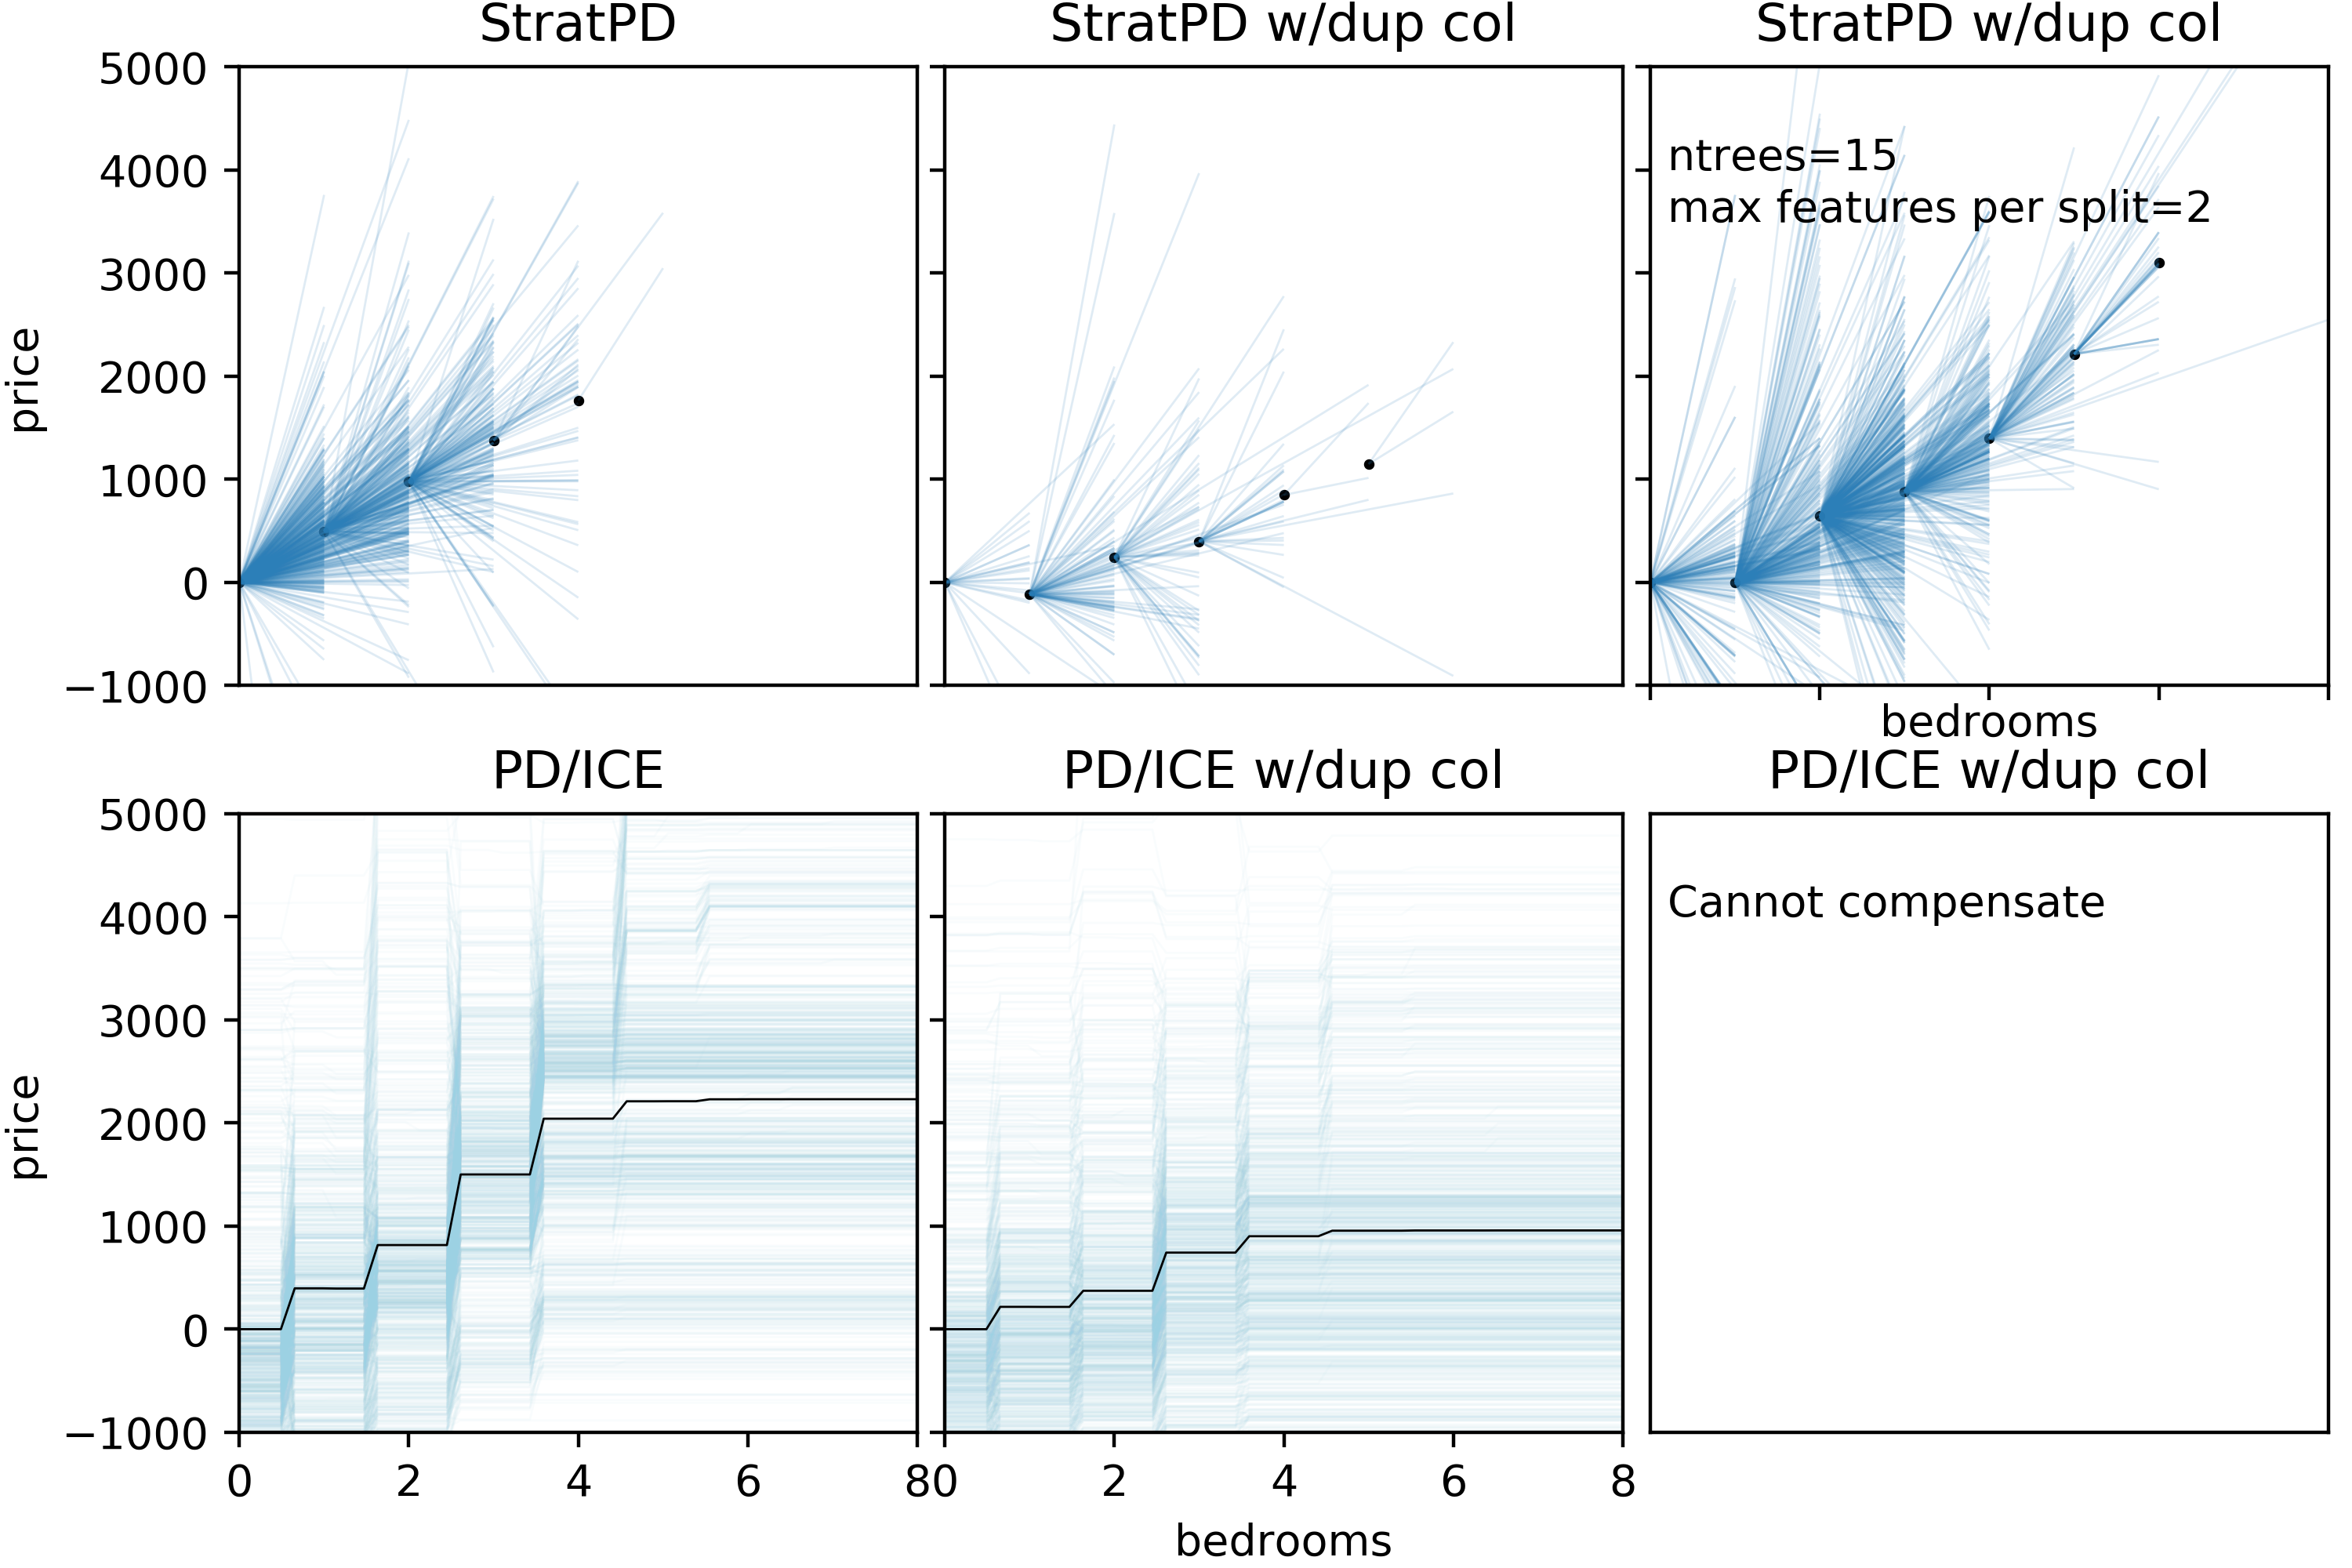 StratPD
StratPD w/dup col
StratPD w/dup col
price
5000
4000
3000
2000
1000
0
−1000
ntrees=15
max features per split=2
bedrooms
PD/ICE
PD/ICE w/dup col
PD/ICE w/dup col
price
5000
4000
3000
2000
1000
0
−1000
Cannot compensate
0 2 4 6 8
0 2 4 6 8
bedrooms